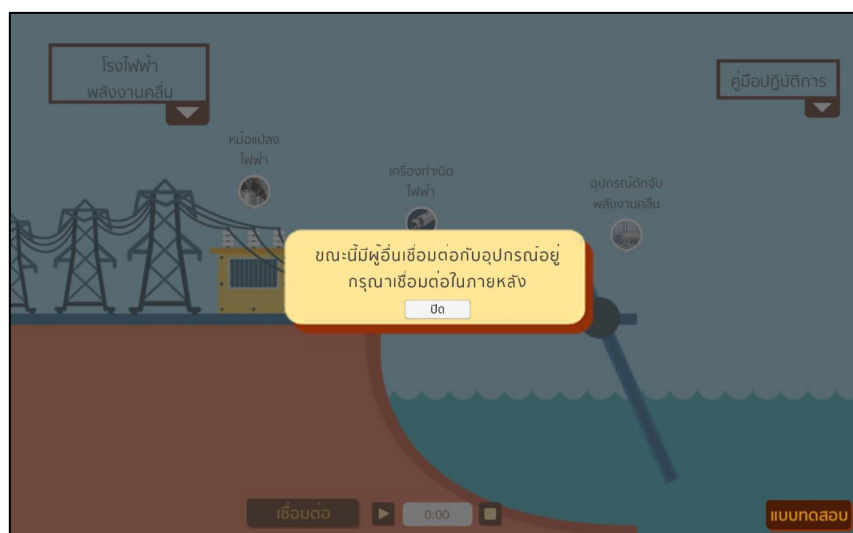 โรงไฟฟ้า
พลังงานคลื่น
คู่มือปฏิบัติการ
หม้อแปลง
ไฟฟ้า
เครื่องกำเนิด
ไฟฟ้า
อุปกรณ์ดักจับ
พลังงานคลื่น
ขณะนี้มีผู้อื่นเชื่อมต่อกับอุปกรณ์อยู่
กรุณาเชื่อมต่อในภายหลัง
ปิด
เชื่อมต่อ
0:00
แบบทดสอบ